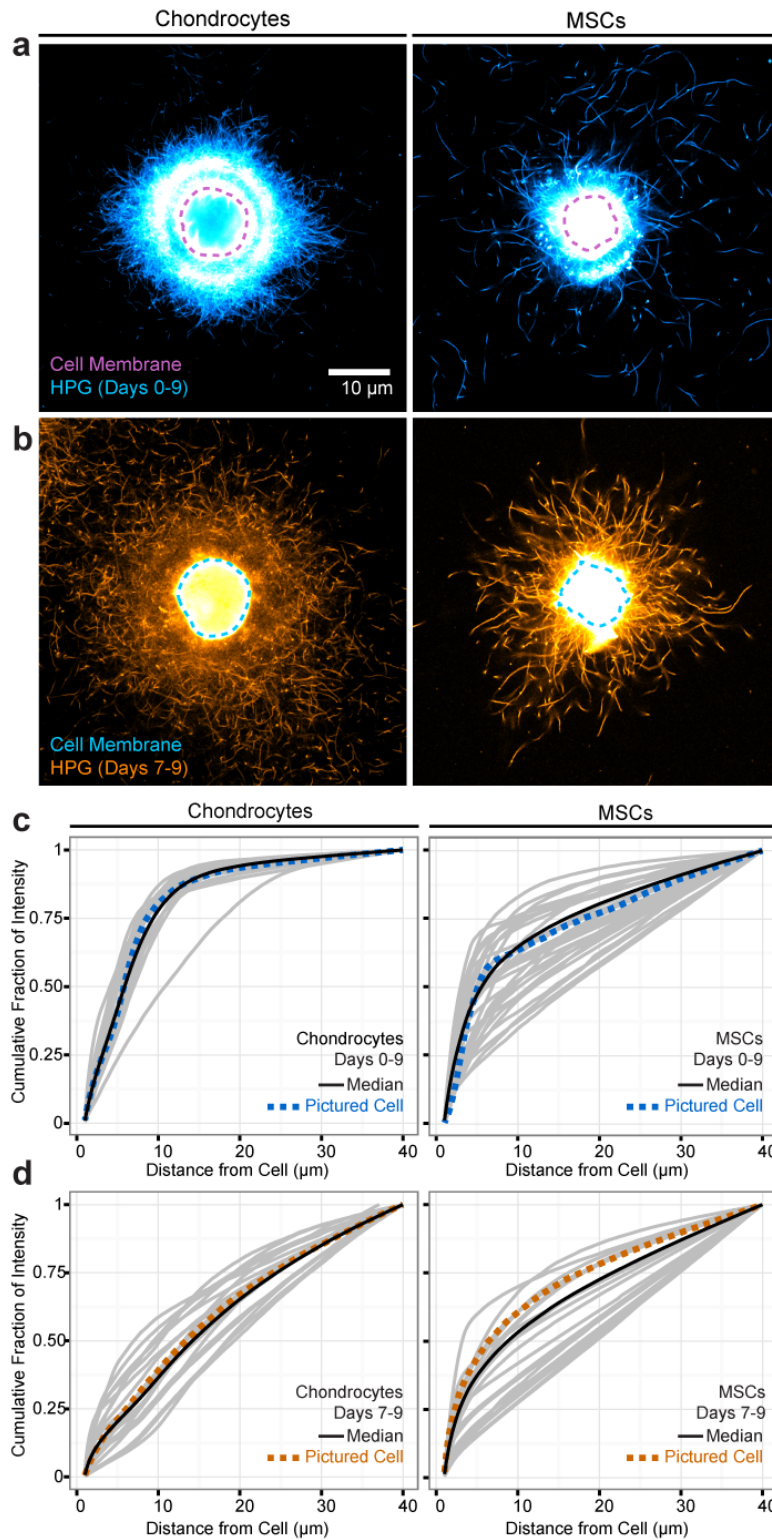 Chondrocytes
MSCs
a
Cell Membrane
HPG (Days 0-9)
10 µm
b
Cell Membrane
HPG (Days 7-9)
Chondrocytes
MSCs
c
Cumulative Fraction of Intensity
1
0.75
0.50
0.25
0
Chondrocytes
Days 0-9
Median
Pictured Cell
0 10 20 30 40
Distance from Cell (µm)
MSCs
Days 0-9
Median
Pictured Cell
0 10 20 30 40
Distance from Cell (µm)
d
Cumulative Fraction of Intensity
1
0.75
0.50
0.25
0
Chondrocytes
Days 7-9
Median
Pictured Cell
0 10 20 30 40
Distance from Cell (µm)
MSCs
Days 7-9
Median
Pictured Cell
0 10 20 30 40
Distance from Cell (µm)